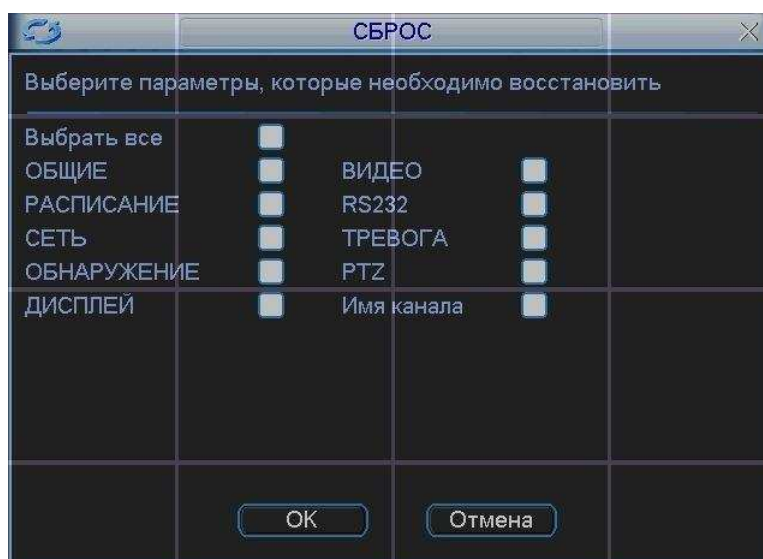 СБРОС
Выберите параметры, которые необходимо восстановить
Выбрать все
ОБЩИЕ ВИДЕО
РАСПИСАНИЕ RS232
СЕТЬ ТРЕВОГА
ОБНАРУЖЕНИЕ PTZ
ДИСПЛЕЙ Имя канала
OK Отмена